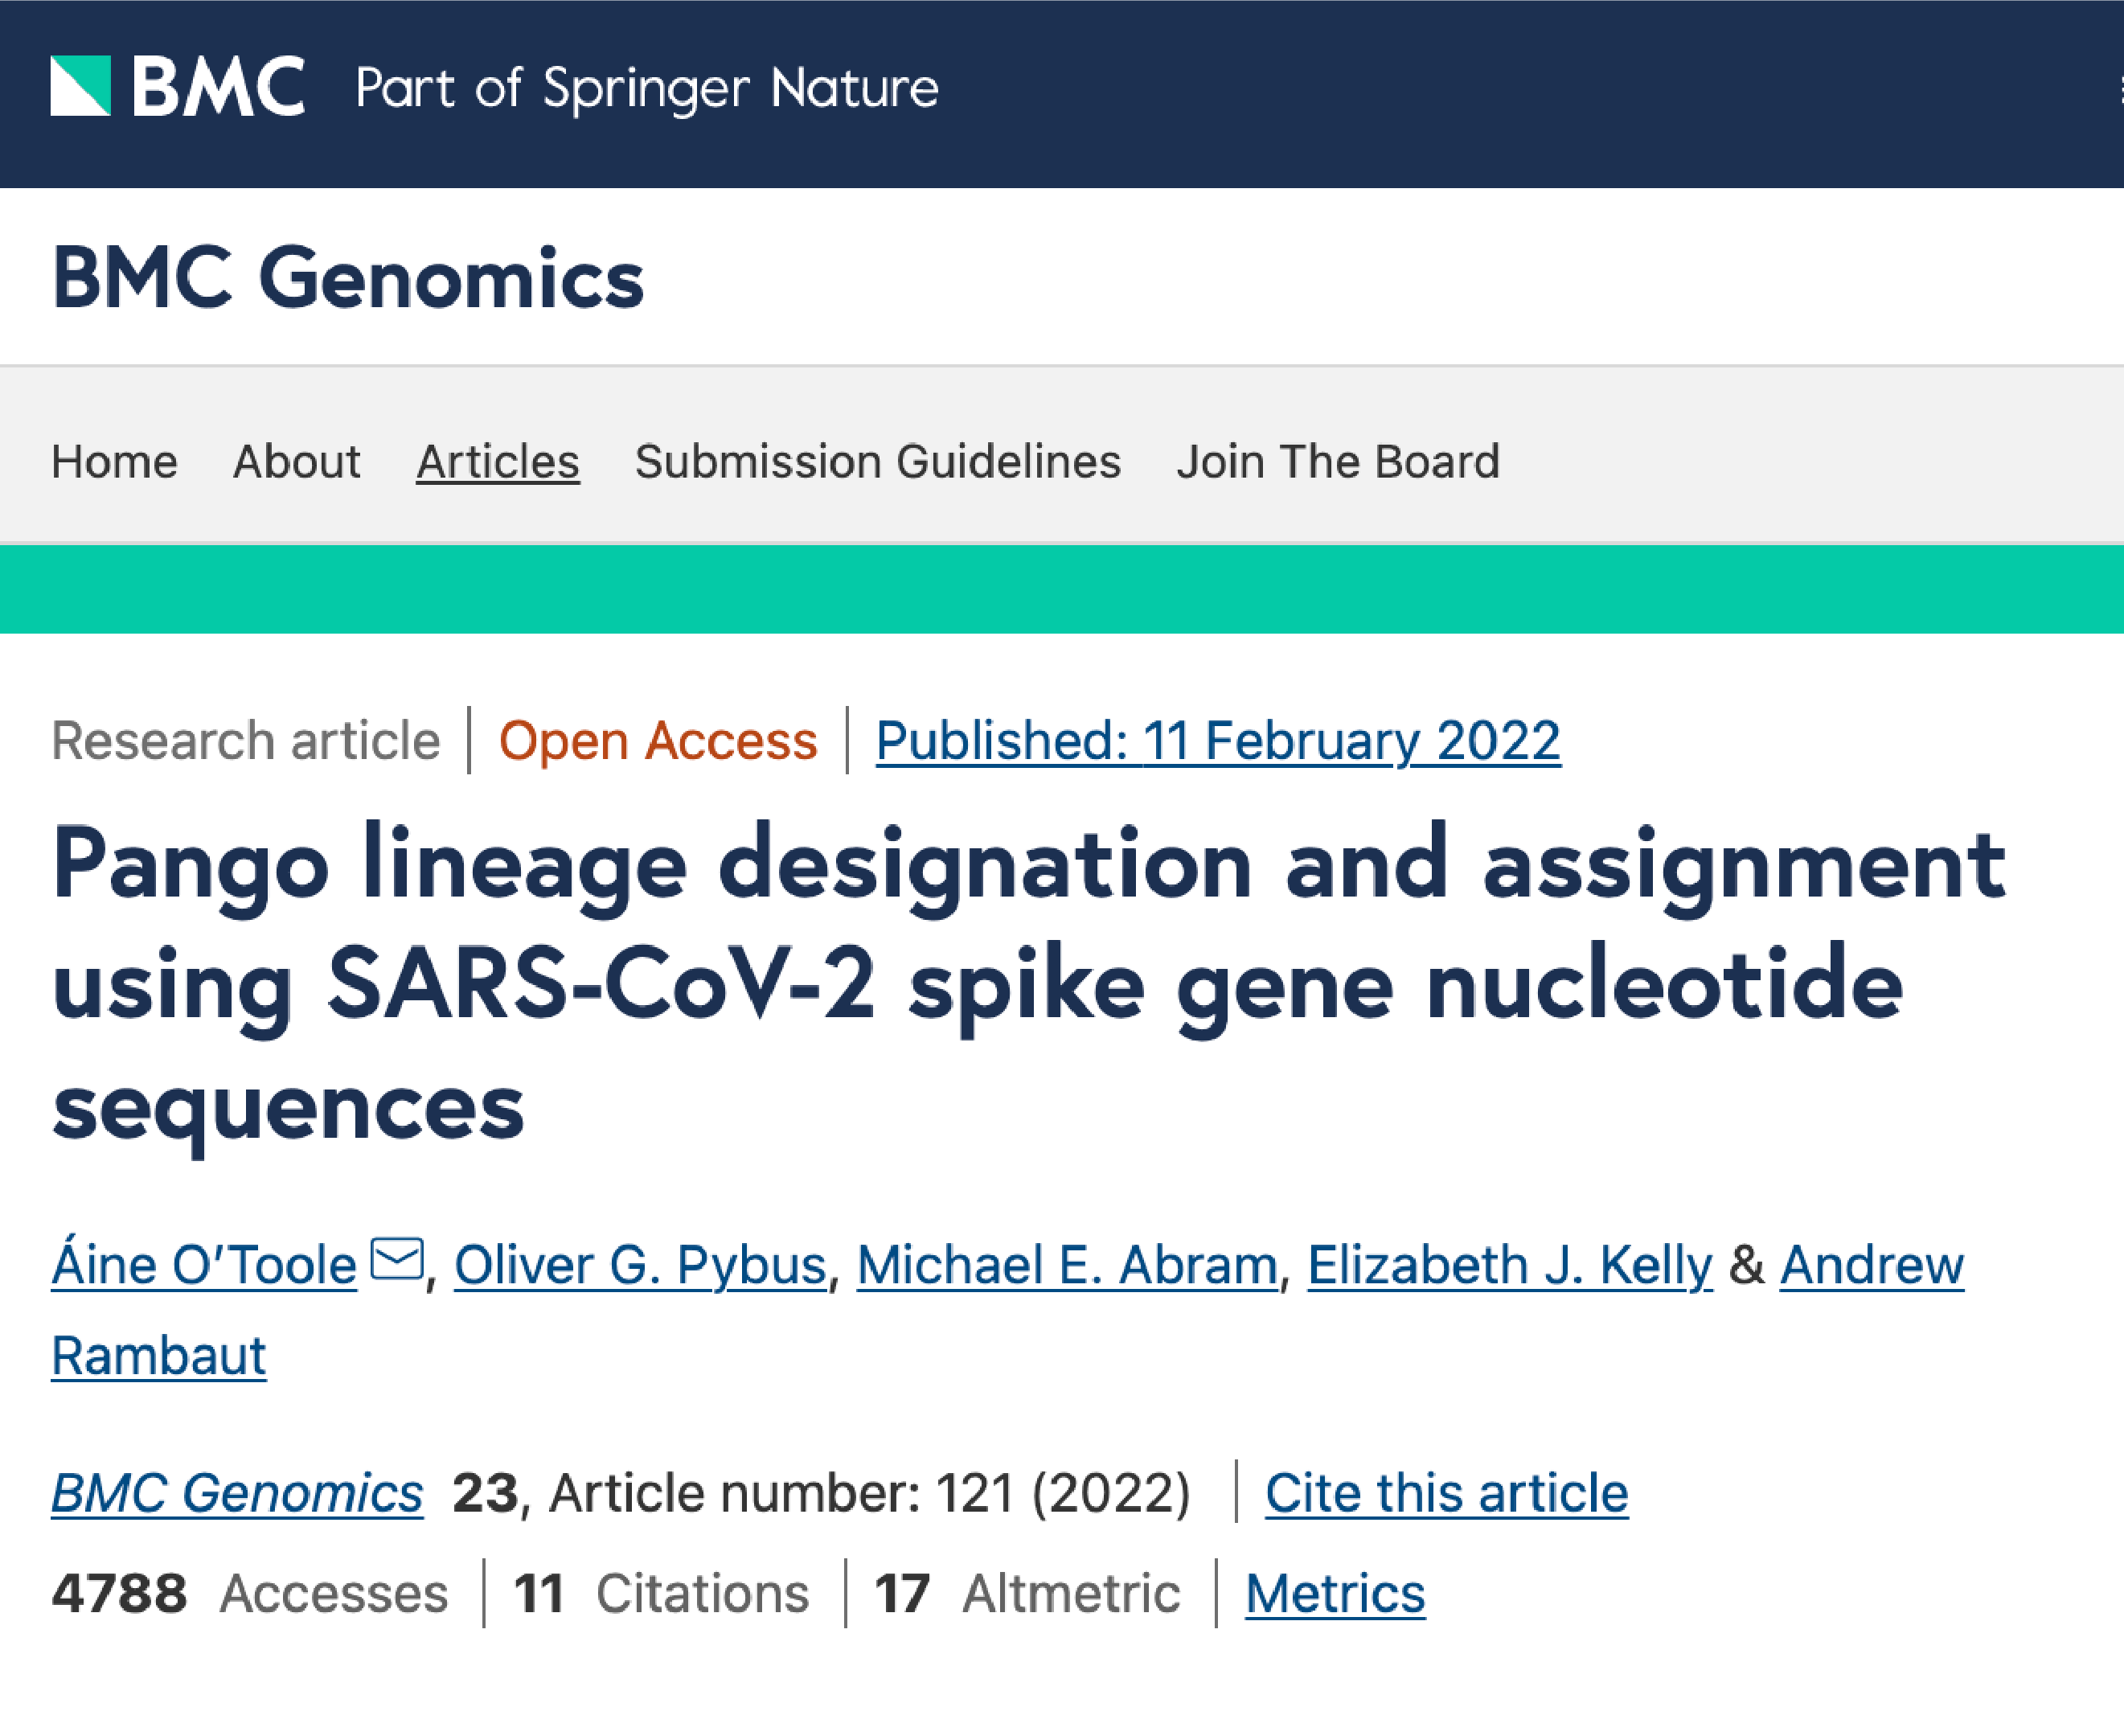 BMC Part of Springer Nature
BMC Genomics
Home About Articles Submission Guidelines Join The Board
Research article Open Access Published: 11 February 2022
Pango lineage designation and assignment
using SARS-CoV-2 spike gene nucleotide
sequences
Áine O’Toole, Oliver G. Pybus, Michael E. Abram, Elizabeth J. Kelly & Andrew
Rambaut
BMC Genomics 23, Article number: 121 (2022) Cite this article
4788 Accesses 11 Citations 17 Altmetric Metrics